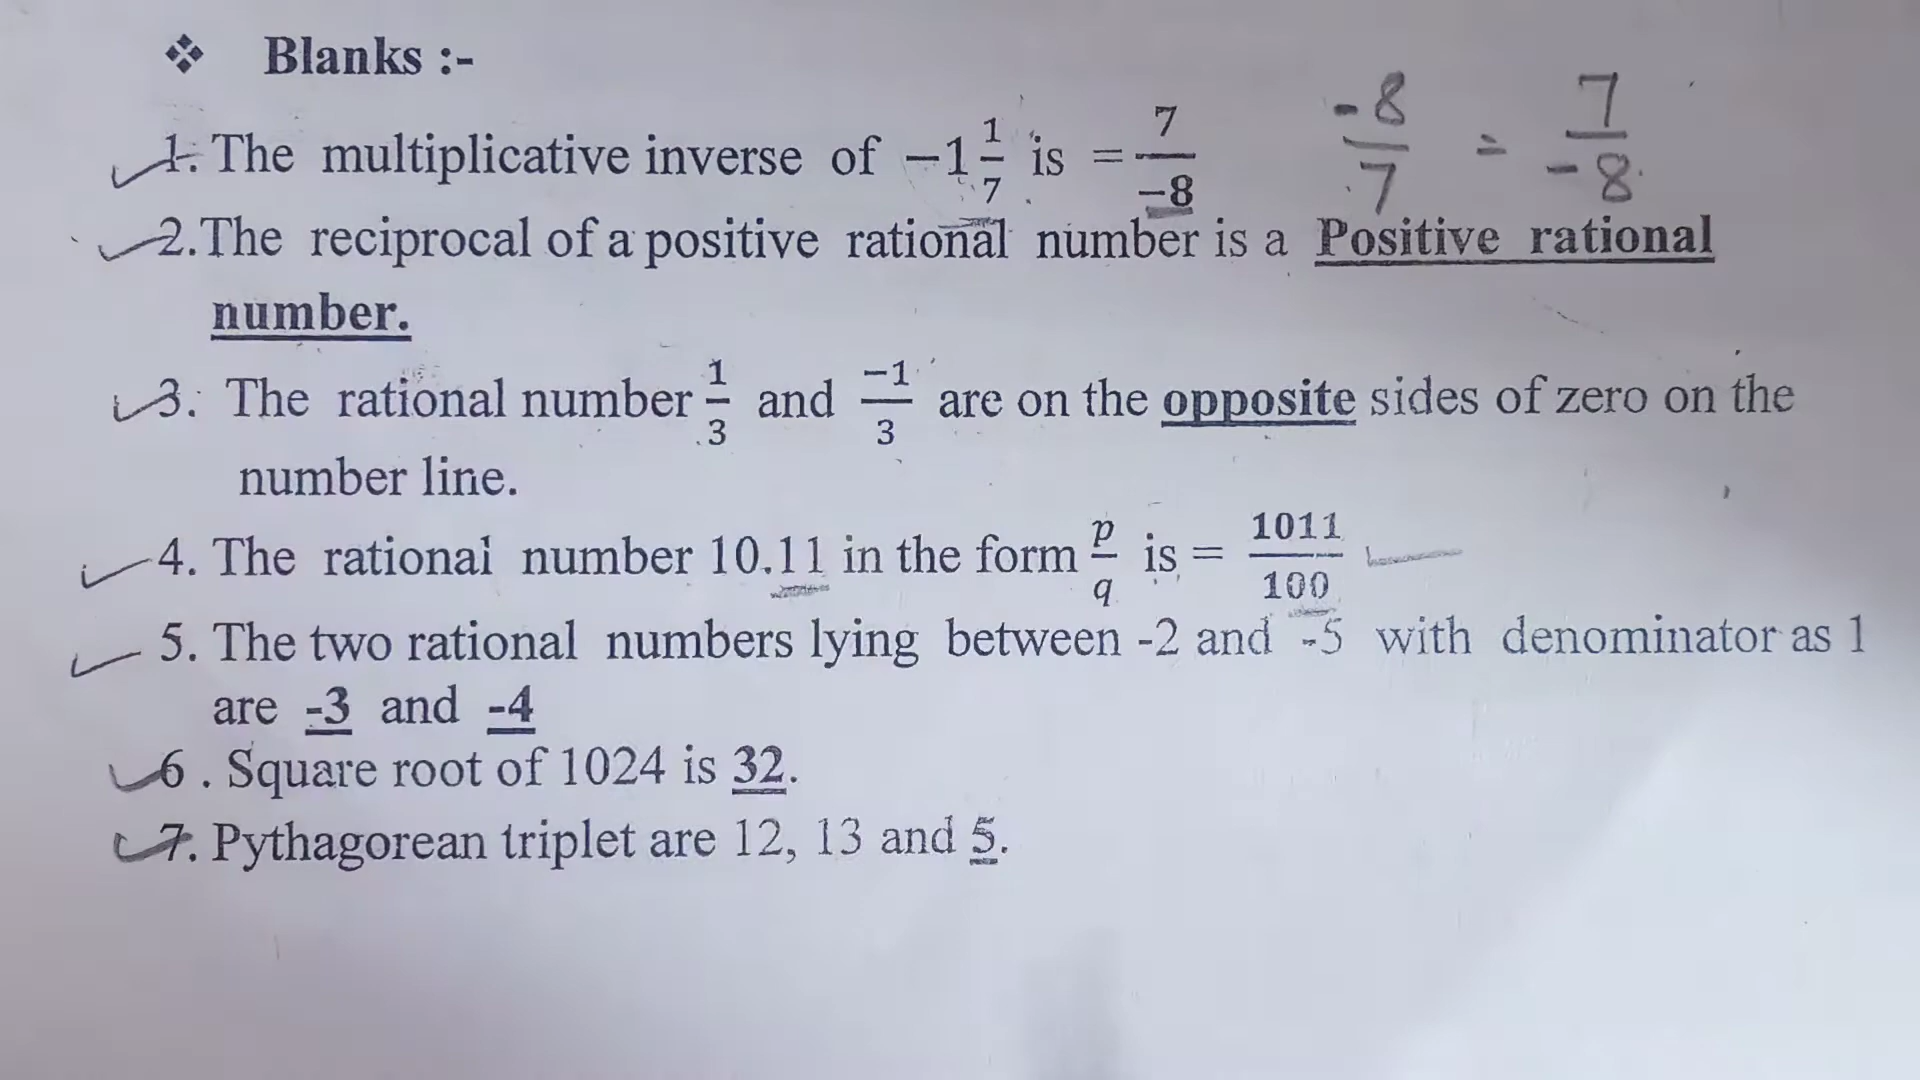 ❖ Blanks :-
1. The multiplicative inverse of −1 1/7 is = 7/−8
-8/7 = 7/-8
2. The reciprocal of a positive rational number is a Positive rational
number.
3. The rational number 1/3 and −1/3 are on the opposite sides of zero on the
number line.
4. The rational number 10.11 in the form p/q is = 1011/100
5. The two rational numbers lying between -2 and -5 with denominator as 1
are -3 and -4
6 . Square root of 1024 is 32.
7. Pythagorean triplet are 12, 13 and 5.